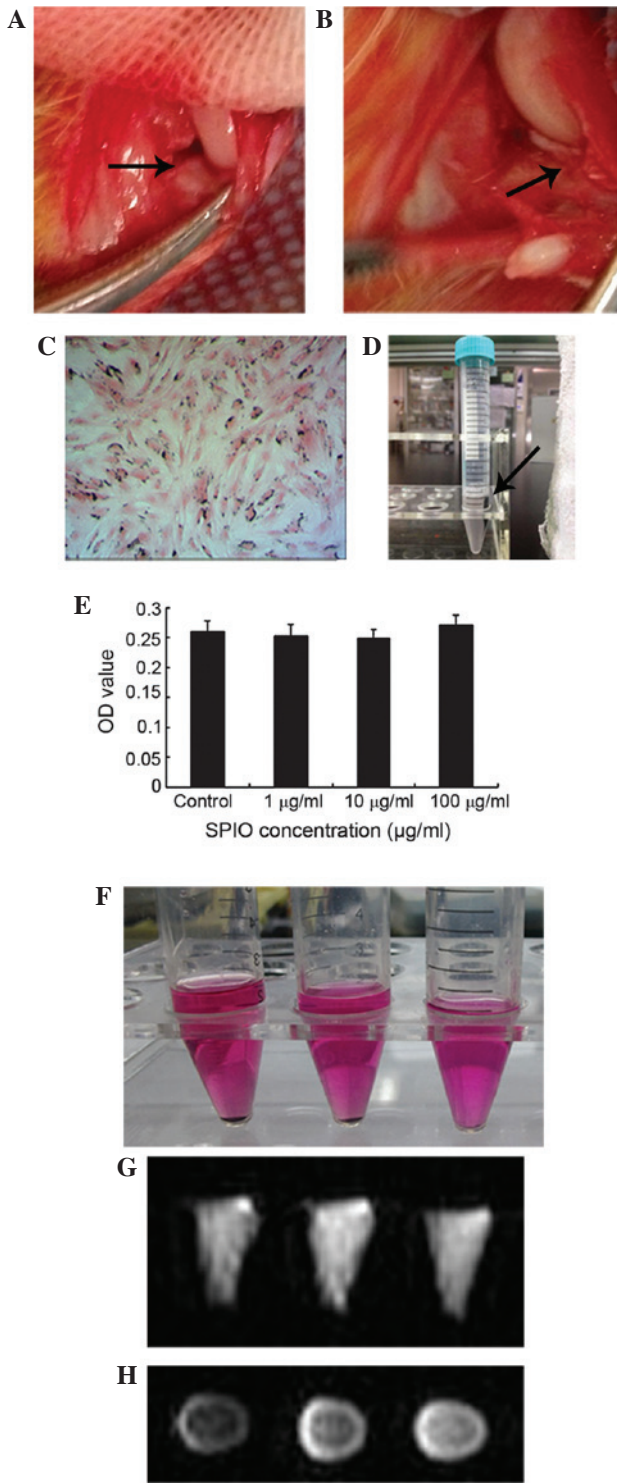 A
B
C
D
E
0.3
0.25
0.2
0.15
0.1
0.05
0
OD value
Control 1 μg/ml 10 μg/ml 100 μg/ml
SPIO concentration (μg/ml)
F
G
H